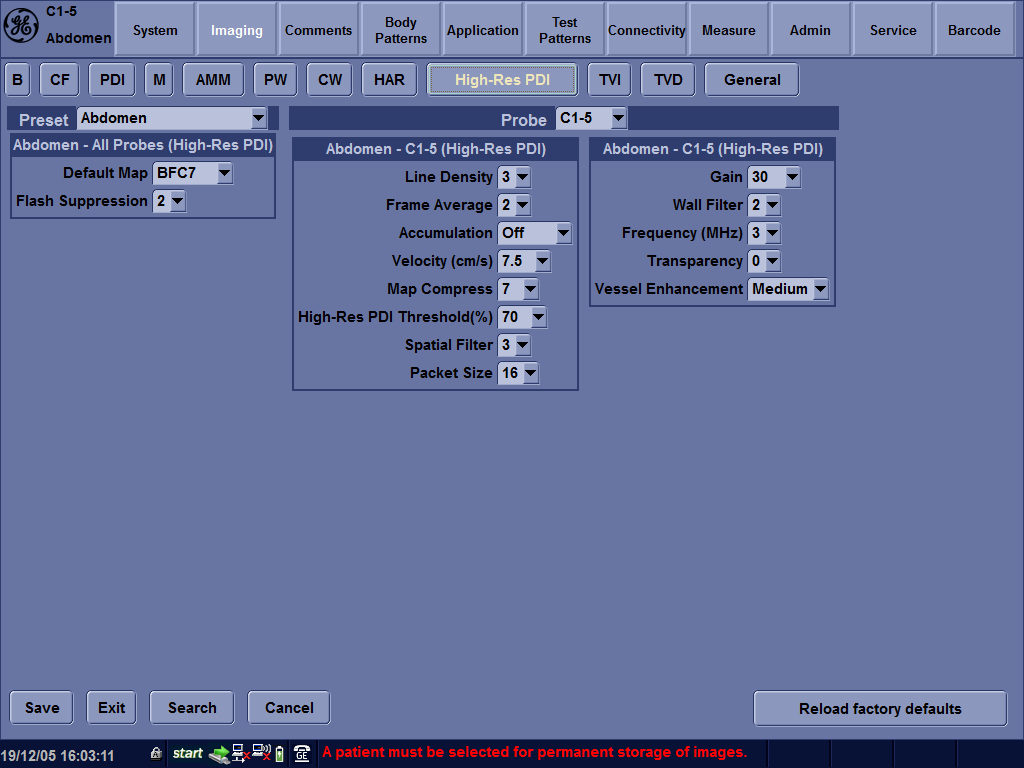 C1-5
Abdomen
System
Imaging
Comments
Body
Patterns
Application
Test
Patterns
Connectivity
Measure
Admin
Service
Barcode
B
CF
PDI
M
AMM
PW
CW
HAR
High-Res PDI
TVI
TVD
General
Preset Abdomen
Probe C1-5
Abdomen - All Probes (High-Res PDI)
Default Map BFC7
Flash Suppression 2
Abdomen - C1-5 (High-Res PDI)
Line Density 3
Frame Average 2
Accumulation Off
Velocity (cm/s) 7.5
Map Compress 7
High-Res PDI Threshold(%) 70
Spatial Filter 3
Packet Size 16
Abdomen - C1-5 (High-Res PDI)
Gain 30
Wall Filter 2
Frequency (MHz) 3
Transparency 0
Vessel Enhancement Medium
Save
Exit
Search
Cancel
Reload factory defaults
19/12/05 16:03:11
start
GE
A patient must be selected for permanent storage of images.